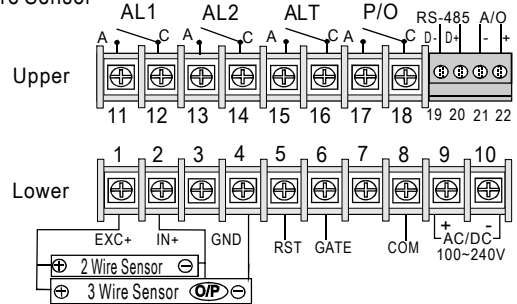 AL1 AL2 ALT P/O RS-485 A/O
A C A C A C A C D- D+ - +
Upper
11 12 13 14 15 16 17 18 19 20 21 22
1 2 3 4 5 6 7 8 9 10
Lower
+ -
EXC+ IN+ GND RST GATE COM AC/DC
100~240V
2 Wire Sensor
3 Wire Sensor O/P